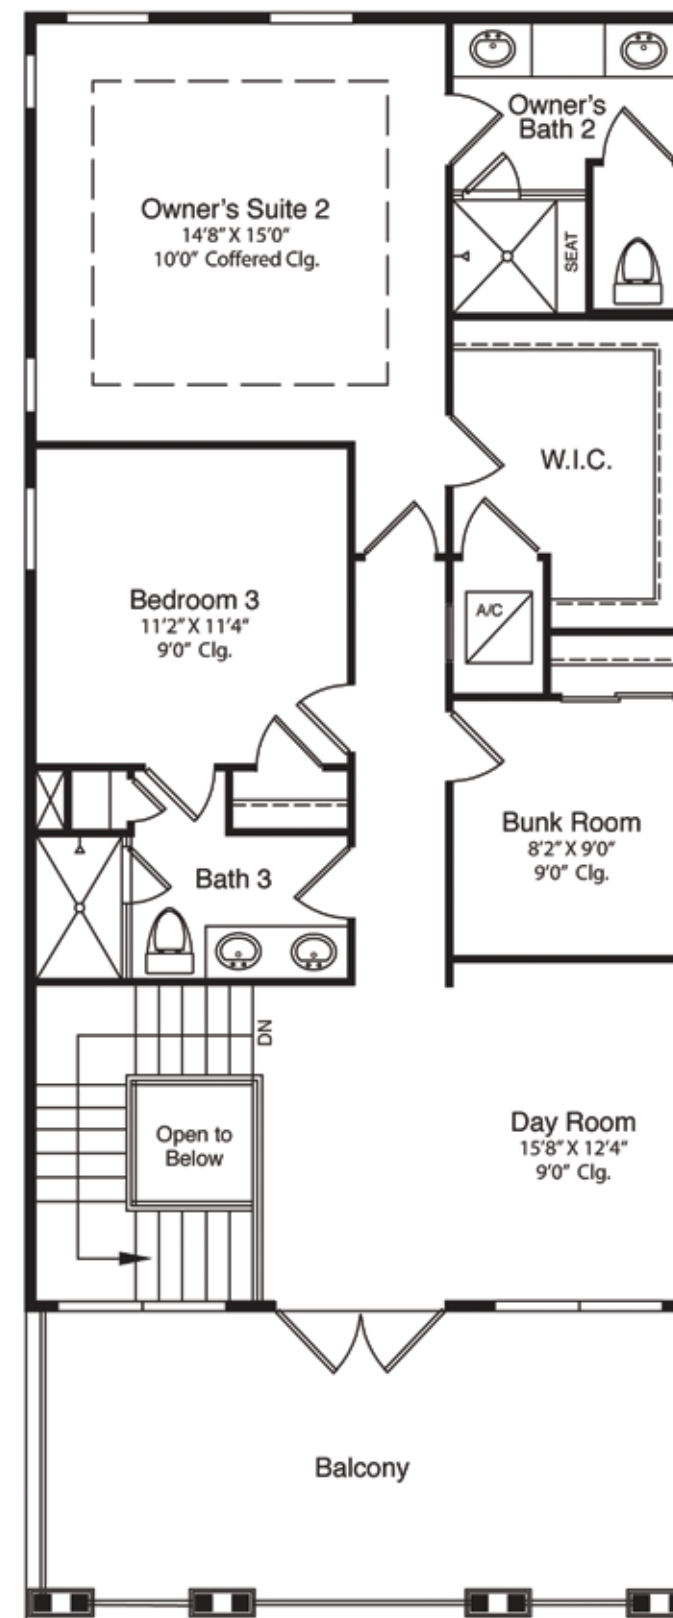 Owner's
Bath 2
Owner's Suite 2
14'8" X 15'0"
10'0" Coffered Clg.
SEAT
W.I.C.
Bedroom 3
11'2" X 11'4"
9'0" Clg.
A/C
Bunk Room
8'2" X 9'0"
9'0" Clg.
Bath 3
DN
Open to
Below
Day Room
15'8" X 12'4"
9'0" Clg.
Balcony